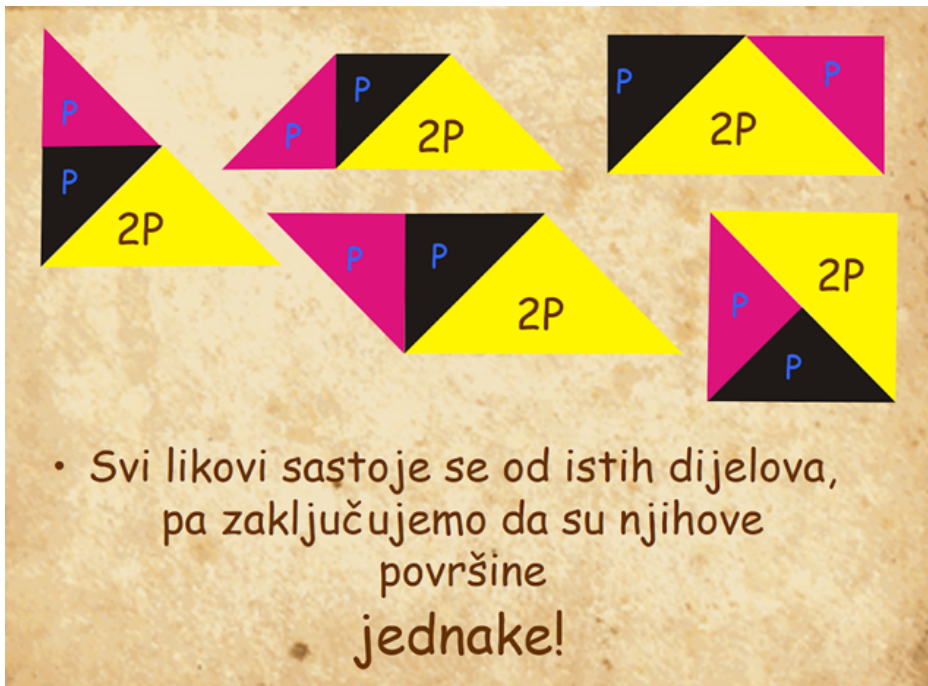 P
P
2P
P
P
2P
P
2P
P
P
P
2P
2P
P
P
• Svi likovi sastoje se od istih dijelova,
pa zaključujemo da su njihove
površine
jednake!